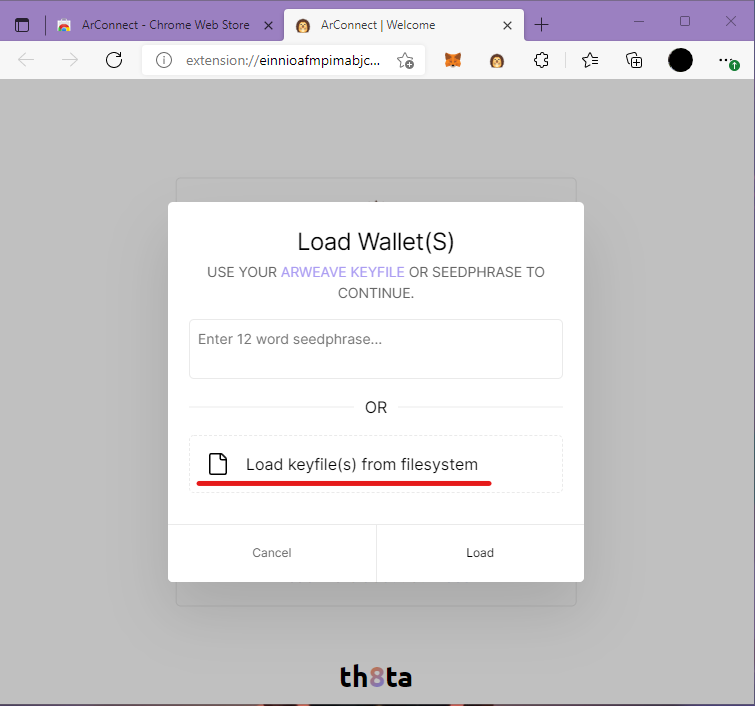 ArConnect - Chrome Web Store
ArConnect | Welcome
extension://einnioafmpimabjc...
Load Wallet(S)
USE YOUR ARWEAVE KEYFILE OR SEEDPHRASE TO
CONTINUE.
Enter 12 word seedphrase...
OR
Load keyfile(s) from filesystem
Cancel
Load
th8ta